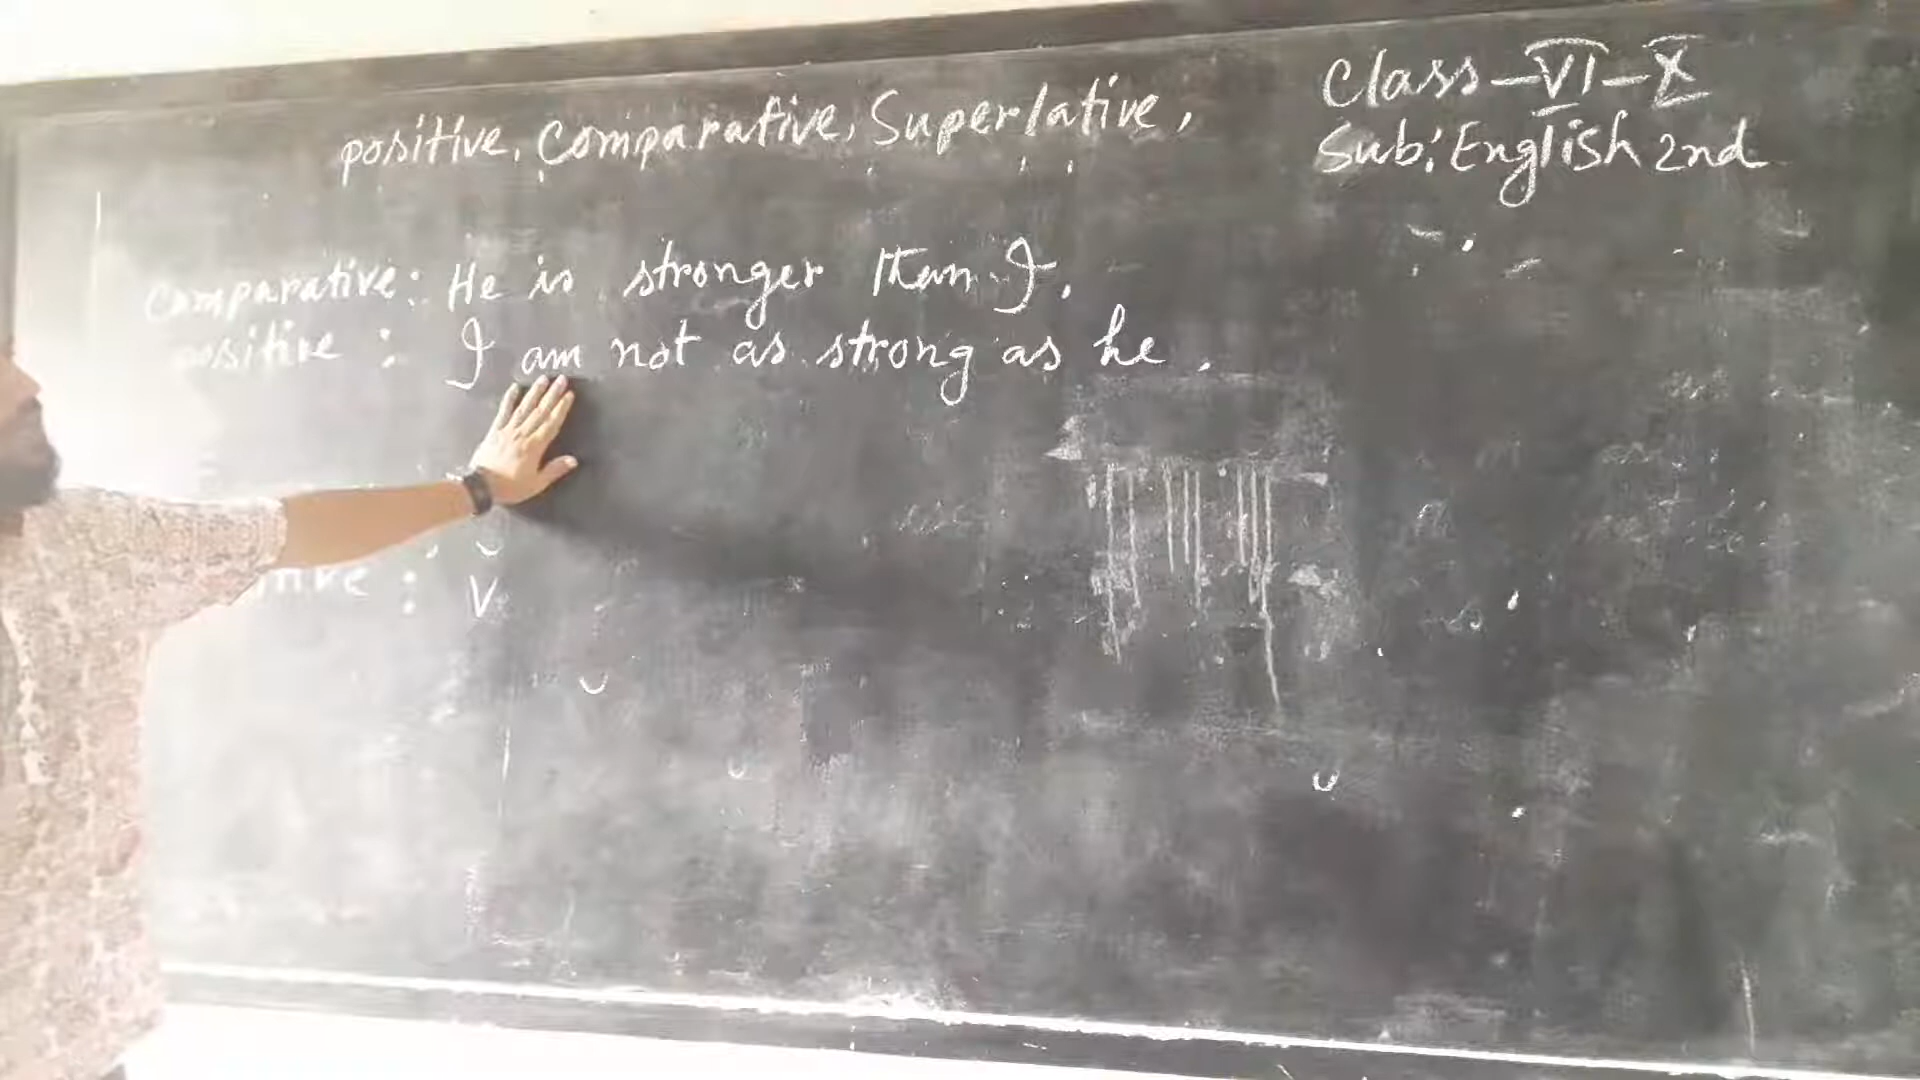 positive, Comparative, Superlative,
Class - VI - X
Sub: English 2nd
Comparative: He is stronger than I.
positive : I am not as strong as he.